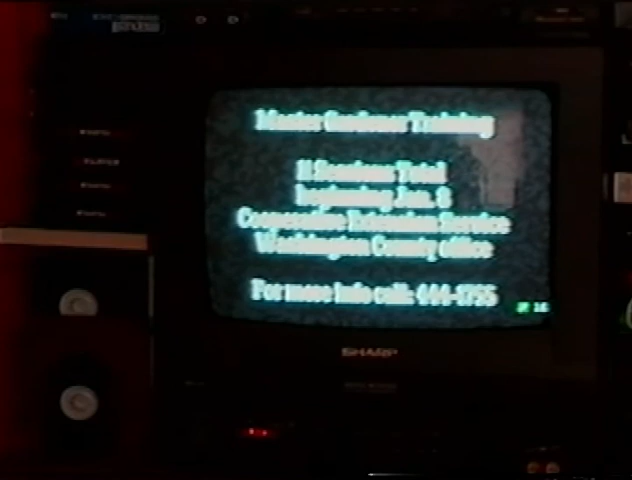 Master Gardener Training
11 Sessions Total
beginning Jan. 8
Cooperative Extension Service
Washington County office
For more info call: 444-1755
16
SHARP